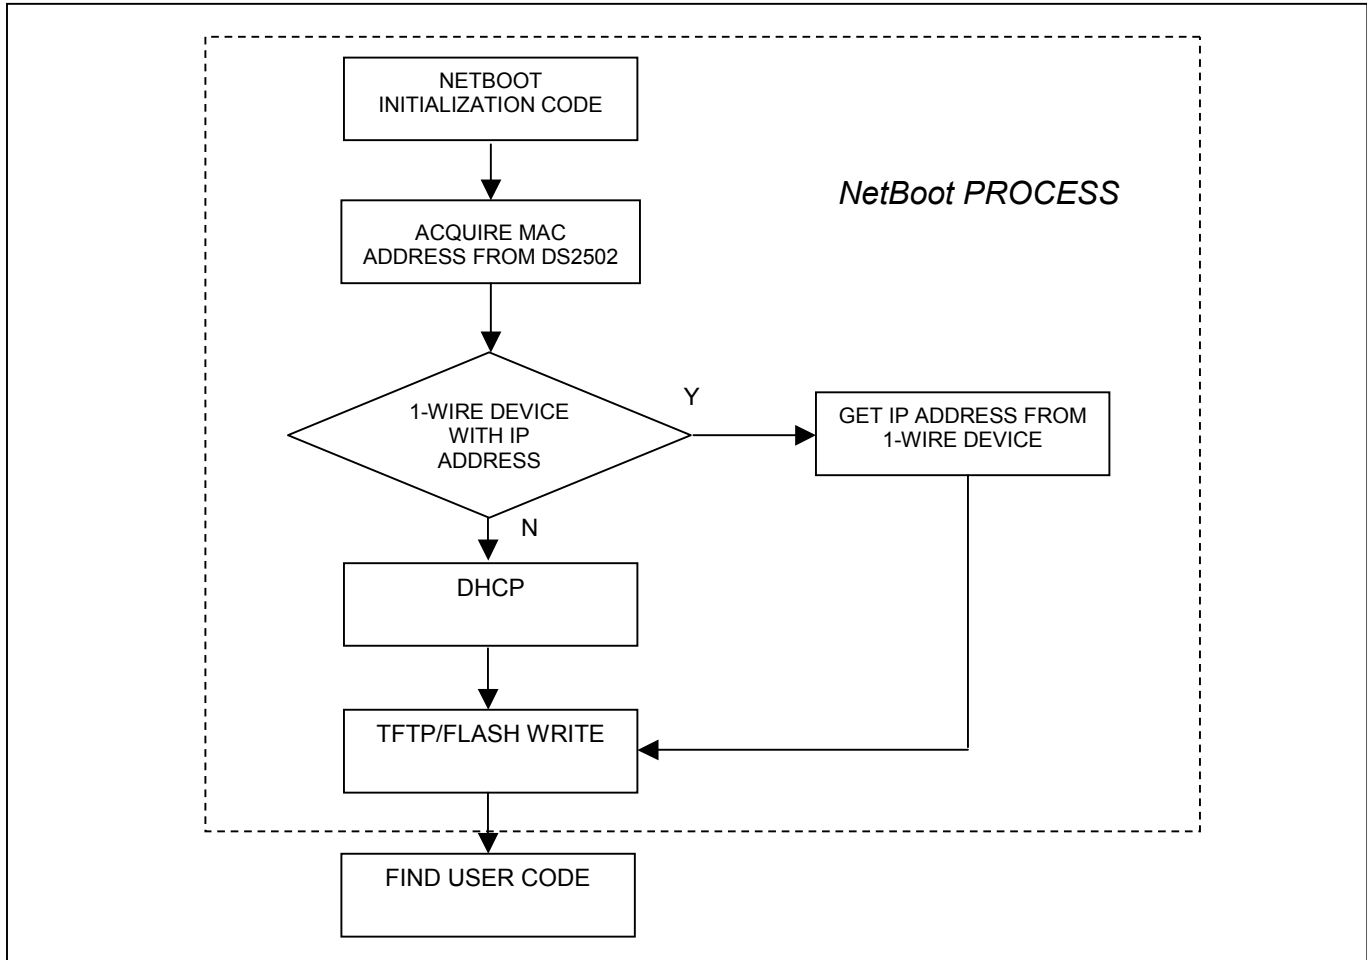 NETBOOT
INITIALIZATION CODE
NetBoot PROCESS
ACQUIRE MAC
ADDRESS FROM DS2502
1-WIRE DEVICE
WITH IP
ADDRESS
Y
GET IP ADDRESS FROM
1-WIRE DEVICE
N
DHCP
TFTP/FLASH WRITE
FIND USER CODE